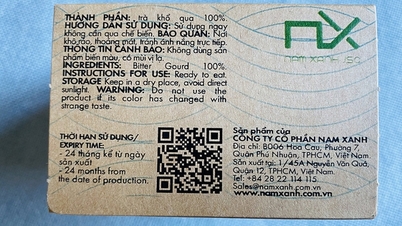 THÀNH PHẦN: trà khổ qua 100%.
HƯỚNG DẪN SỬ DỤNG: Sử dụng ngay
không cần qua chế biến. BẢO QUẢN: Nơi
khô ráo, thoáng mát, tránh ánh nắng trực tiếp.
THÔNG TIN CẢNH BÁO: Không dùng sản
phẩm biến màu, có mùi vị lạ.
INGREDIENTS: Bitter Gourd 100%.
INSTRUCTIONS FOR USE: Ready to eat.
STORAGE Keep in a dry place, avoid direct
sunlight. WARNING: Do not use the
product if its color has changed with
strange taste.
NAM XANH JSC
THỜI HẠN SỬ DỤNG/
EXPIRY TIME:
- 24 tháng kể từ ngày
sản xuất
- 24 months from
the date of production.
Sản phẩm của
CÔNG TY CỔ PHẦN NAM XANH
Địa chỉ: B006 Hoa Cau, Phường 7,
Quận Phú Nhuận, TPHCM, Việt Nam
Sản xuất tại: 1/45A Nguyễn Văn Quá,
Quận 12, TPHCM, Việt Nam
Tel: +84 28 22 114 115
Sales@namxanh.com.vn
www.namxanh.com.vn